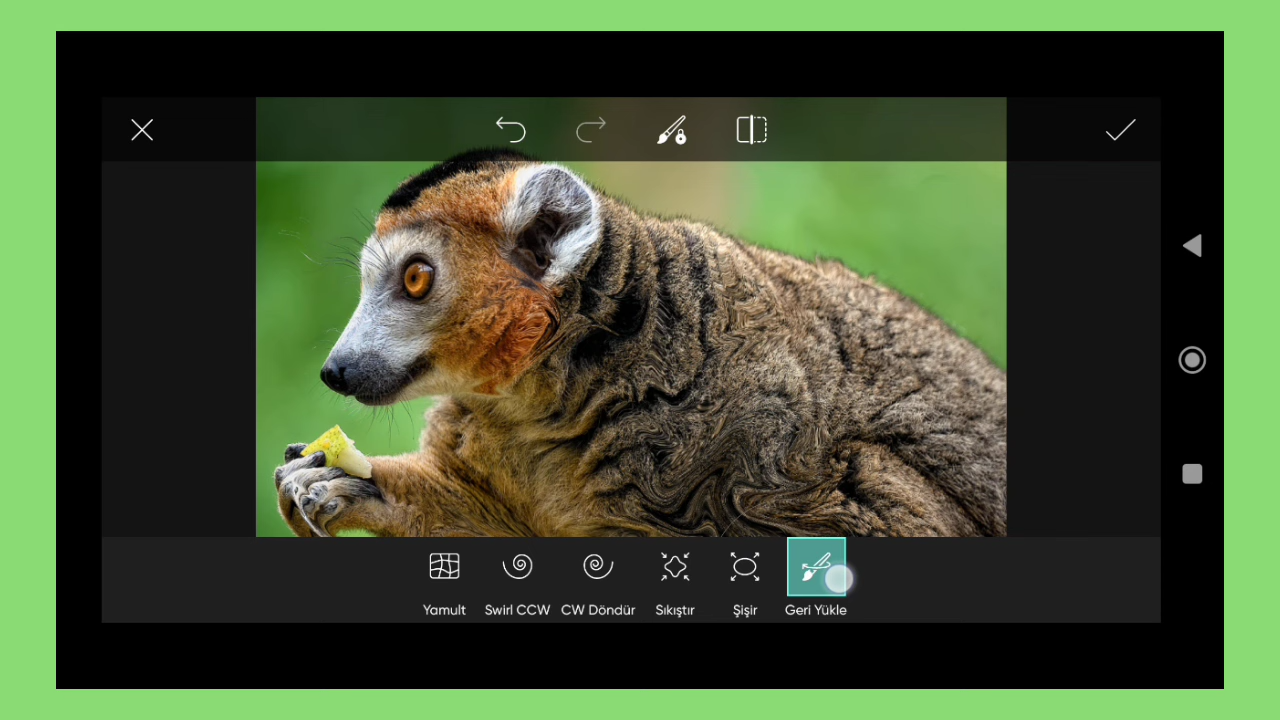 Yamult
Swirl CCW
CW Döndür
Sıkıştır
Şişir
Geri Yükle